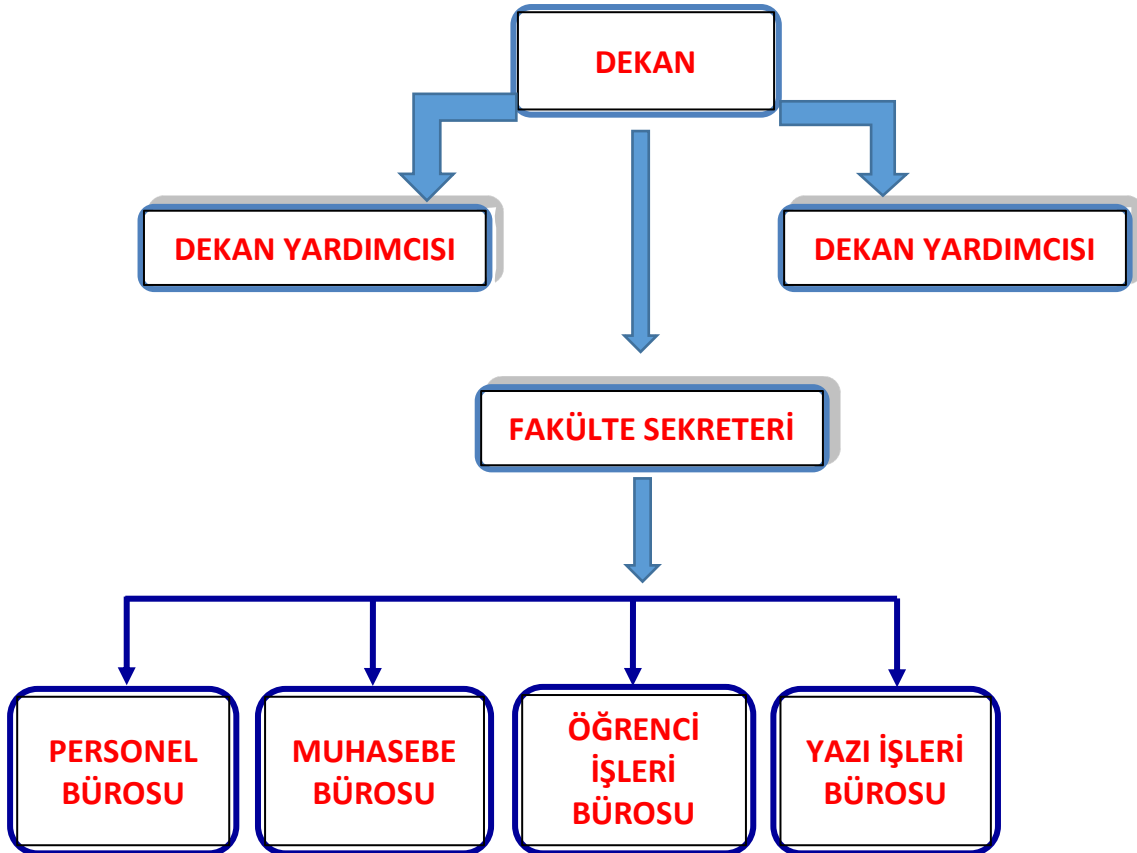 DEKAN
DEKAN YARDIMCISI
DEKAN YARDIMCISI
FAKÜLTE SEKRETERİ
PERSONEL
BÜROSU
MUHASEBE
BÜROSU
ÖĞRENCİ
İŞLERİ
BÜROSU
YAZI İŞLERİ
BÜROSU